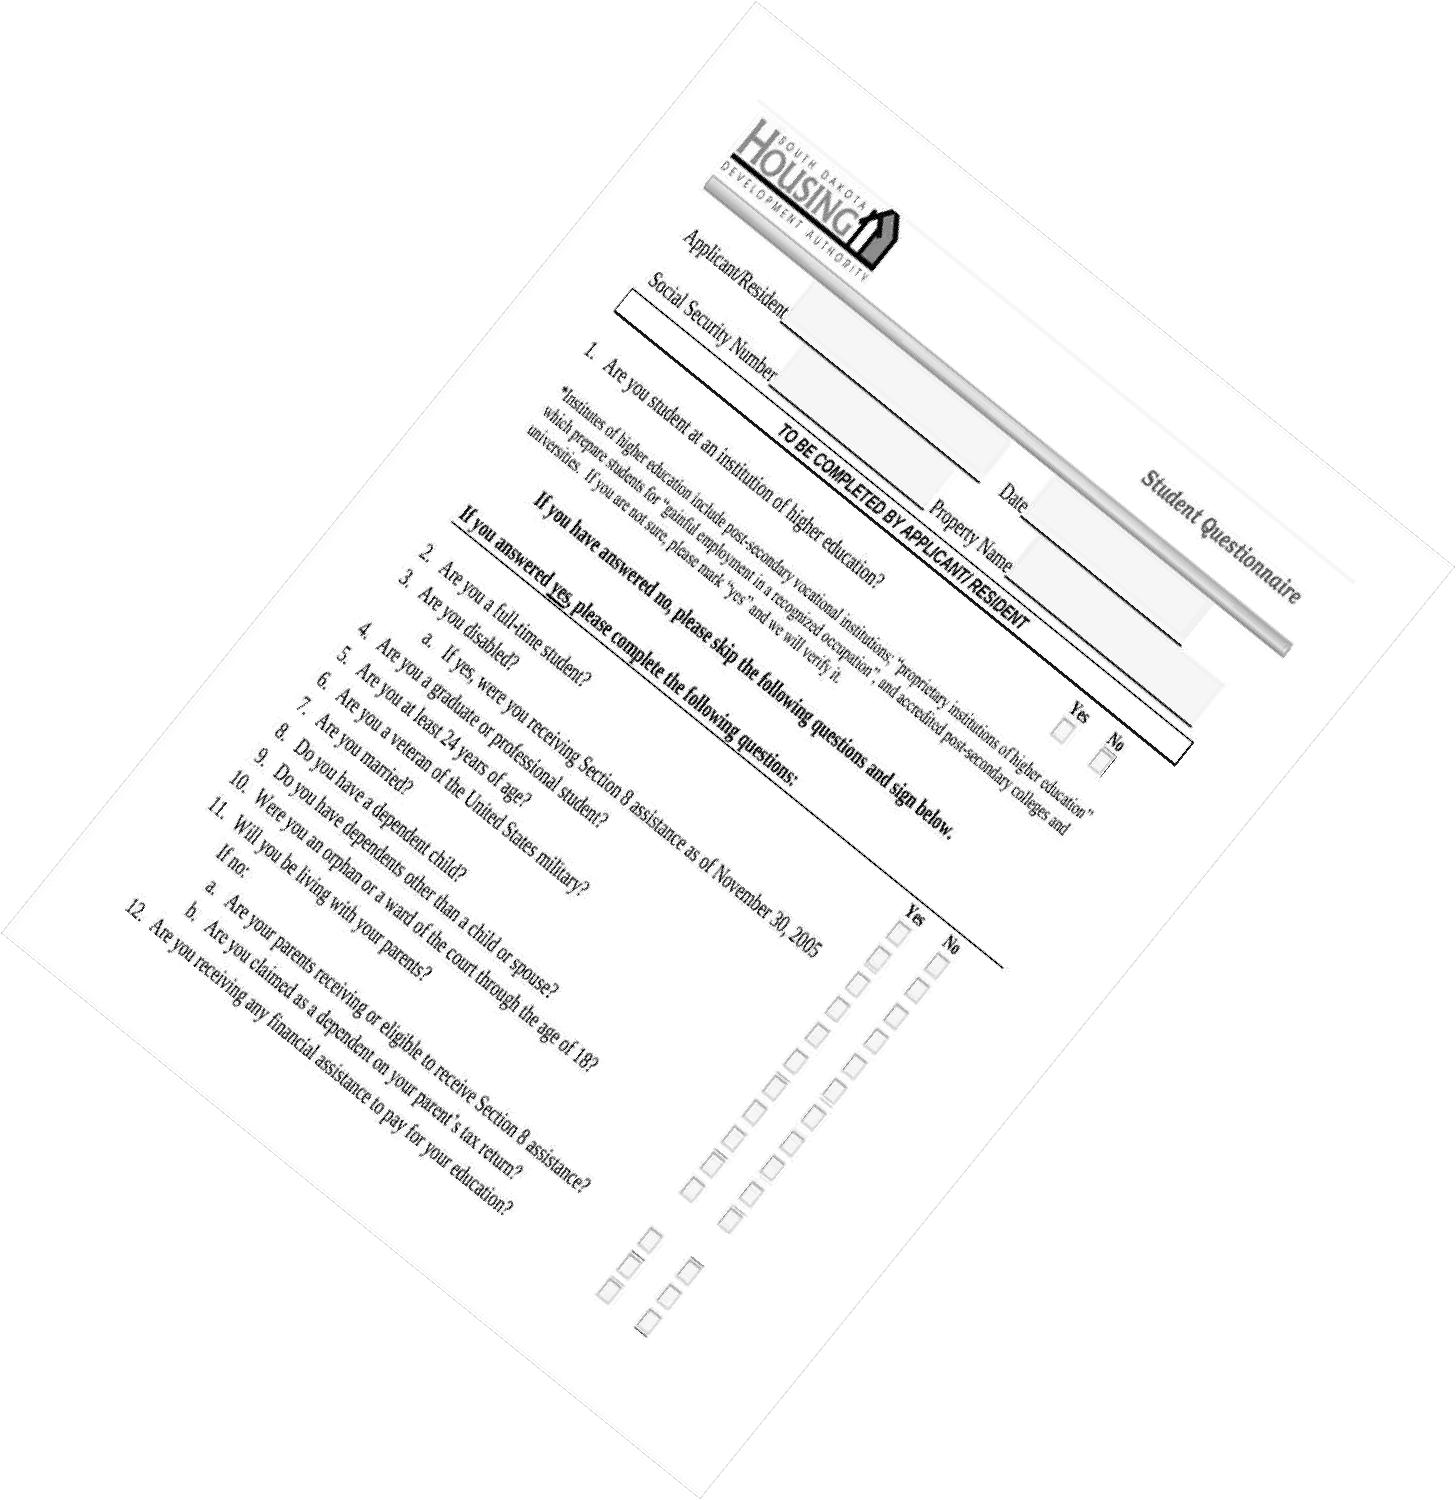 SOUTH DAKOTA
HOUSING
DEVELOPMENT AUTHORITY
Student Questionnaire
Applicant/Resident Date
Social Security Number Property Name
TO BE COMPLETED BY APPLICANT/ RESIDENT
Yes No
1. Are you student at an institution of higher education?
*Institutes of higher education include post-secondary vocational institutions; "proprietary institutions of higher education"
which prepare students for "gainful employment in a recognized occupation", and accredited post-secondary colleges and
universities. If you are not sure, please mark "yes" and we will verify it.
If you have answered no, please skip the following questions and sign below.
If you answered yes, please complete the following questions:
Yes No
2. Are you a full-time student?
3. Are you disabled?
a. If yes, were you receiving Section 8 assistance as of November 30, 2005
4. Are you a graduate or professional student?
5. Are you at least 24 years of age?
6. Are you a veteran of the United States military?
7. Are you married?
8. Do you have a dependent child?
9. Do you have dependents other than a child or spouse?
10. Were you an orphan or a ward of the court through the age of 18?
11. Will you be living with your parents?
If no:
a. Are your parents receiving or eligible to receive Section 8 assistance?
b. Are you claimed as a dependent on your parent's tax return?
12. Are you receiving any financial assistance to pay for your education?